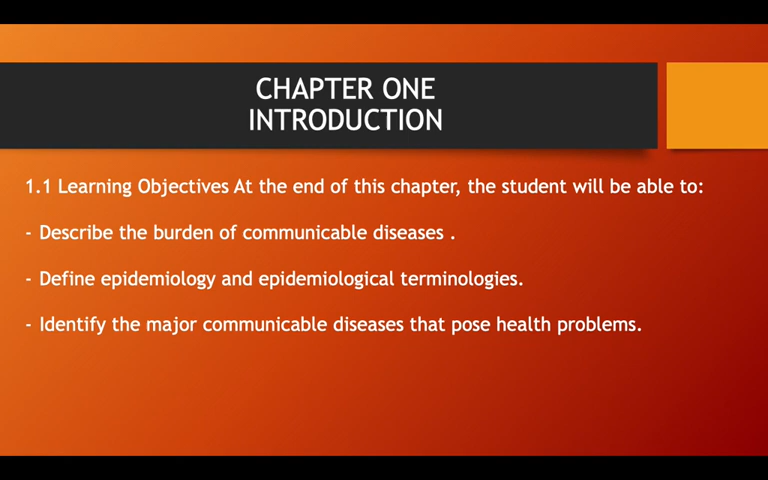 CHAPTER ONE
INTRODUCTION
1.1 Learning Objectives At the end of this chapter, the student will be able to:
- Describe the burden of communicable diseases .
- Define epidemiology and epidemiological terminologies.
- Identify the major communicable diseases that pose health problems.